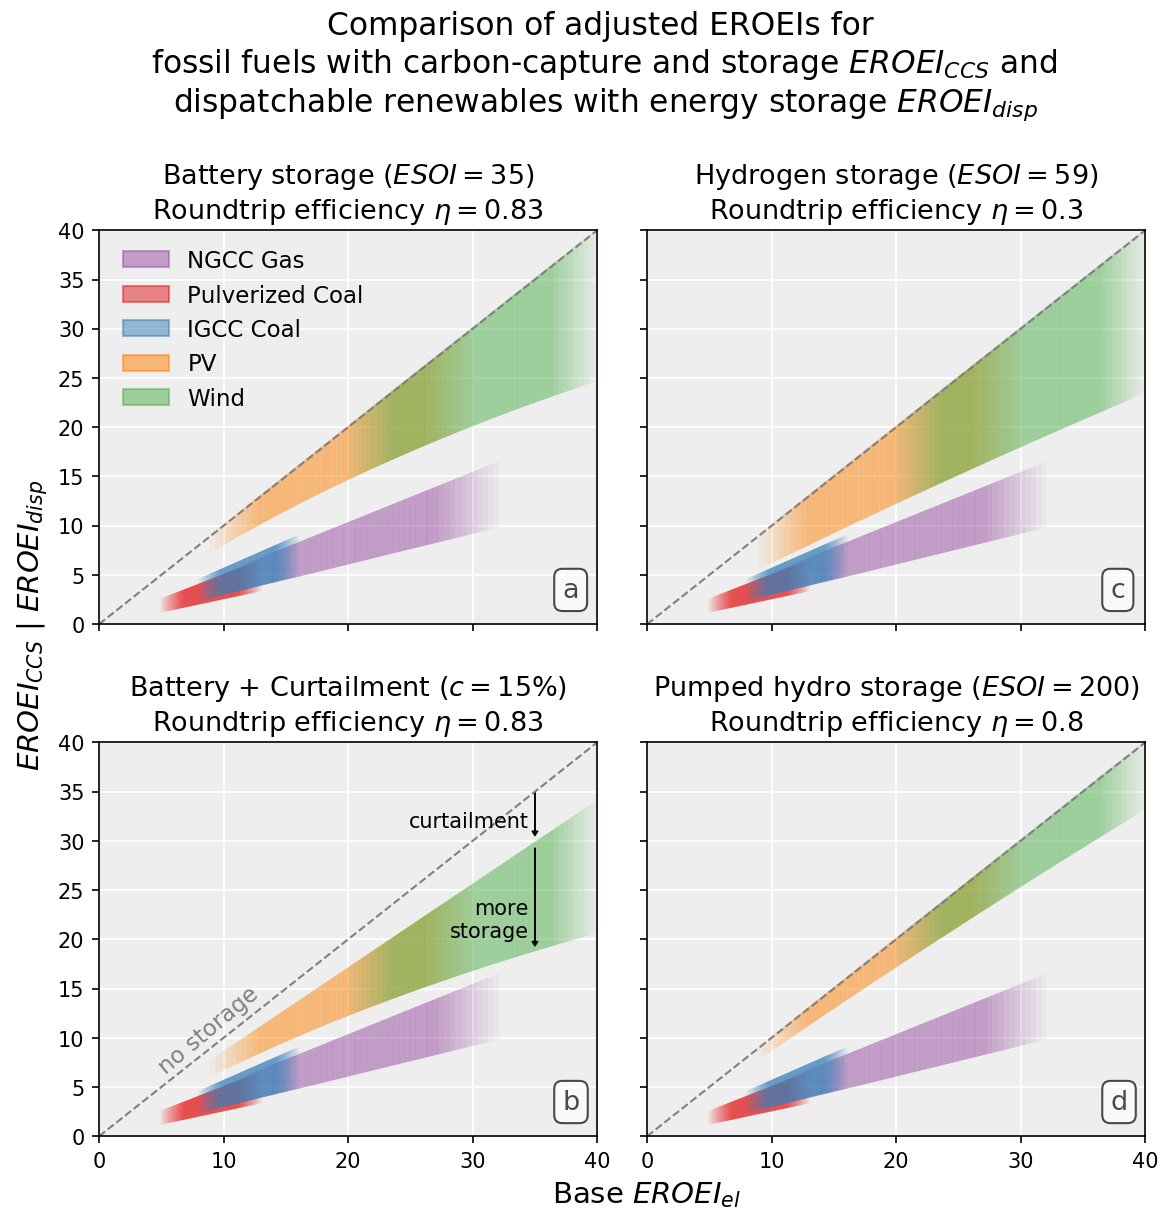 Comparison of adjusted EROEIs for
fossil fuels with carbon-capture and storage EROEI_CCS and
dispatchable renewables with energy storage EROEI_disp
Battery storage (ESOI = 35)
Roundtrip efficiency η = 0.83
Hydrogen storage (ESOI = 59)
Roundtrip efficiency η = 0.3
40
35
30
25
20
15
10
5
0
NGCC Gas
Pulverized Coal
IGCC Coal
PV
Wind
a
c
EROEI_CCS | EROEI_disp
Battery + Curtailment (c = 15%)
Roundtrip efficiency η = 0.83
Pumped hydro storage (ESOI = 200)
Roundtrip efficiency η = 0.8
40
35
30
25
20
15
10
5
0
curtailment
more
storage
no storage
b
d
0 10 20 30 40
0 10 20 30 40
Base EROEI_el